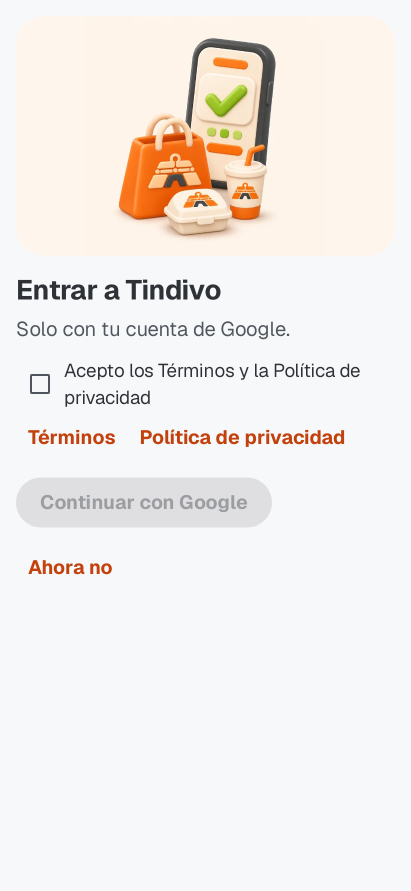 Entrar a Tindivo
Solo con tu cuenta de Google.
Acepto los Términos y la Política de
privacidad
Términos Política de privacidad
Continuar con Google
Ahora no